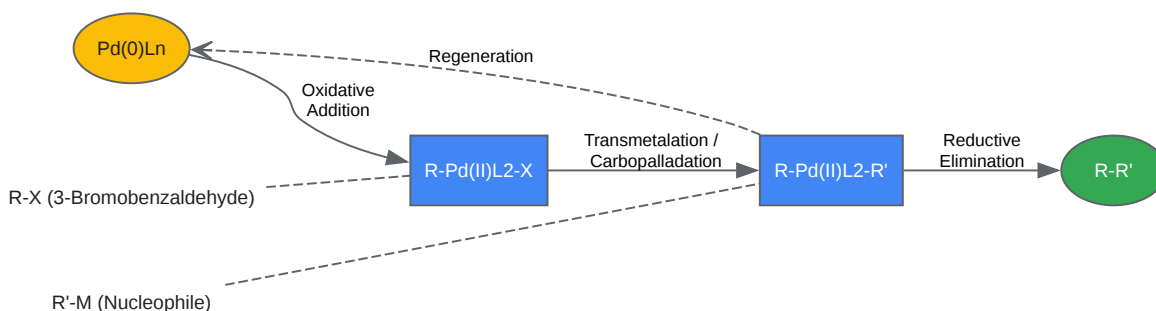 Pd(0)Ln
Regeneration
Oxidative
Addition
R-Pd(II)L2-X
Transmetalation /
Carbopalladation
R-Pd(II)L2-R'
Reductive
Elimination
R-R'
R-X (3-Bromobenzaldehyde)
R'-M (Nucleophile)